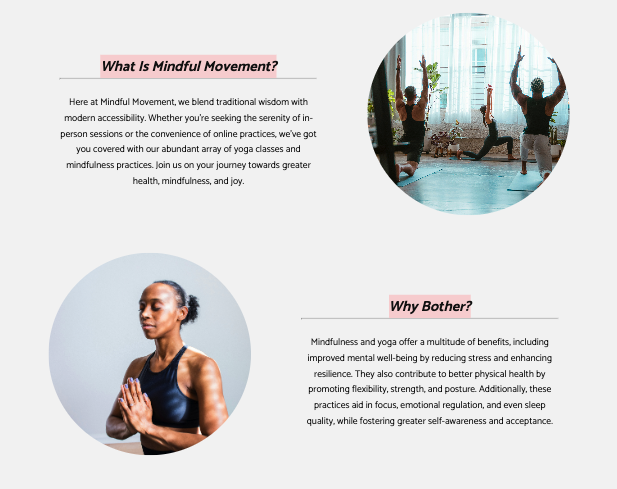 What Is Mindful Movement?
Here at Mindful Movement, we blend traditional wisdom with
modern accessibility. Whether you're seeking the serenity of in-
person sessions or the convenience of online practices, we've got
you covered with our abundant array of yoga classes and
mindfulness practices. Join us on your journey towards greater
health, mindfulness, and joy.
Why Bother?
Mindfulness and yoga offer a multitude of benefits, including
improved mental well-being by reducing stress and enhancing
resilience. They also contribute to better physical health by
promoting flexibility, strength, and posture. Additionally, these
practices aid in focus, emotional regulation, and even sleep
quality, while fostering greater self-awareness and acceptance.